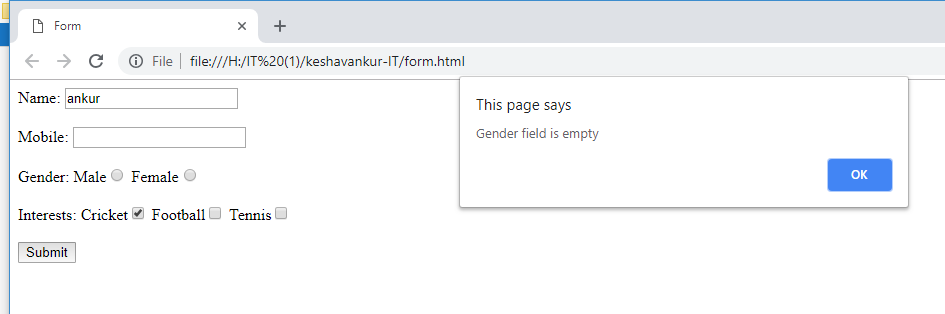 Form
File file:///H:/IT%20(1)/keshavankur-IT/form.html
This page says
Gender field is empty
OK
Name: ankur
Mobile:
Gender: Male Female
Interests: Cricket Football Tennis
Submit